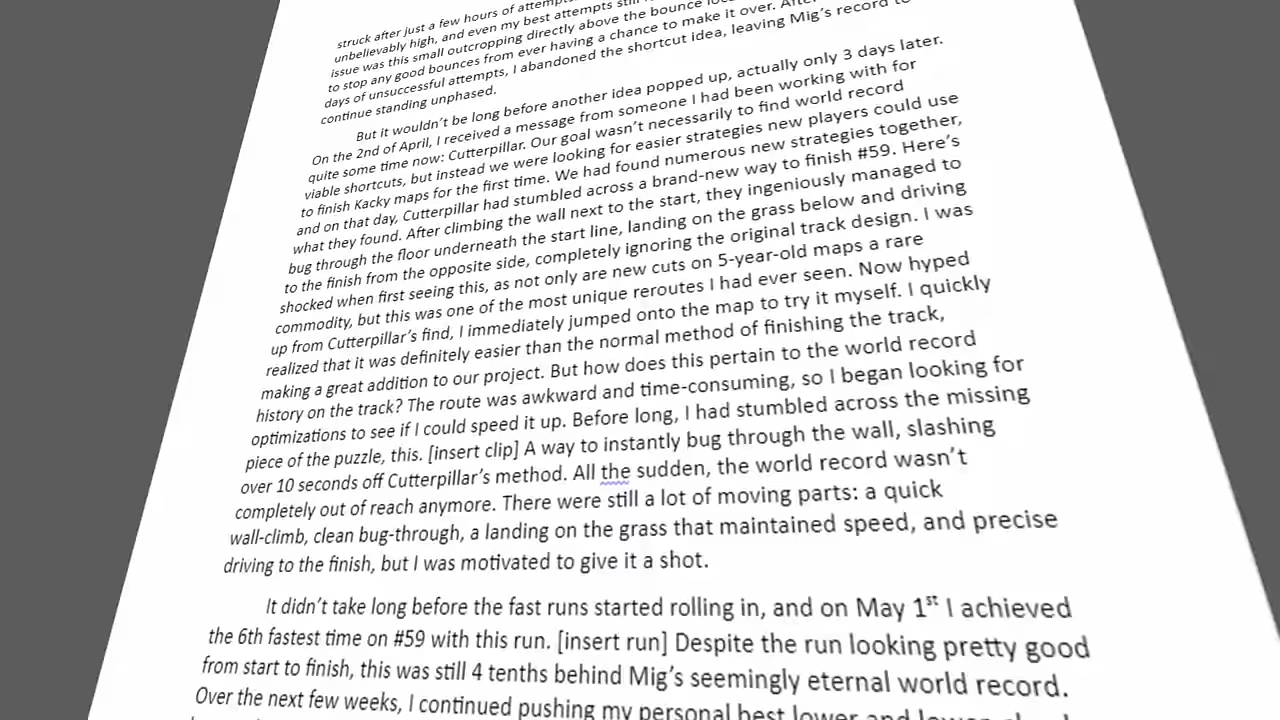 struck after just a few hours of attempts.
unbelievably high, and even my best attempts still
issue was this small outcropping directly above the bounce
to stop any good bounces from ever having a chance to make it over.
days of unsuccessful attempts, I abandoned the shortcut idea, leaving Mig's record to
continue standing unphased.
But it wouldn't be long before another idea popped up, actually only 3 days later.
On the 2nd of April, I received a message from someone I had been working with for
quite some time now: Cutterpillar. Our goal wasn't necessarily to find world record
viable shortcuts, but instead we were looking for easier strategies new players could use
to finish Kacky maps for the first time. We had found numerous new strategies together,
and on that day, Cutterpillar had stumbled across a brand-new way to finish #59. Here's
what they found. After climbing the wall next to the start, they ingeniously managed to
bug through the floor underneath the start line, landing on the grass below and driving
to the finish from the opposite side, completely ignoring the original track design. I was
shocked when first seeing this, as not only are new cuts on 5-year-old maps a rare
commodity, but this was one of the most unique reroutes I had ever seen. Now hyped
up from Cutterpillar's find, I immediately jumped onto the map to try it myself. I quickly
realized that it was definitely easier than the normal method of finishing the track,
making a great addition to our project. But how does this pertain to the world record
history on the track? The route was awkward and time-consuming, so I began looking for
optimizations to see if I could speed it up. Before long, I had stumbled across the missing
piece of the puzzle, this. [insert clip] A way to instantly bug through the wall, slashing
over 10 seconds off Cutterpillar's method. All the sudden, the world record wasn't
completely out of reach anymore. There were still a lot of moving parts: a quick
wall-climb, clean bug-through, a landing on the grass that maintained speed, and precise
driving to the finish, but I was motivated to give it a shot.
It didn't take long before the fast runs started rolling in, and on May 1st I achieved
the 6th fastest time on #59 with this run. [insert run] Despite the run looking pretty good
from start to finish, this was still 4 tenths behind Mig's seemingly eternal world record.
Over the next few weeks, I continued pushing my personal best lower and lower